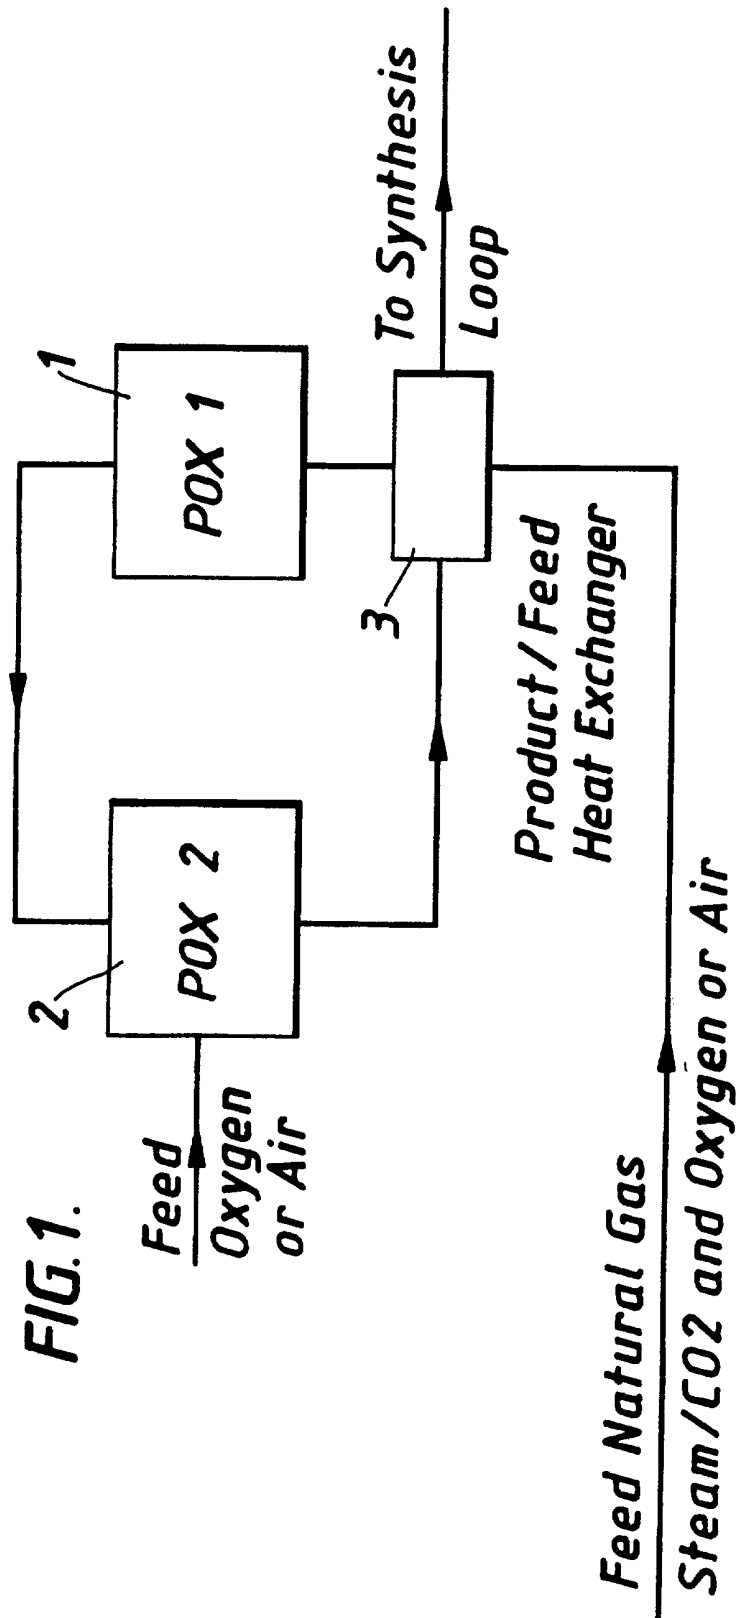 FIG.1.
2
POX 2
1
POX 1
Feed
Oxygen
or Air
3
To Synthesis
Loop
Product/Feed
Heat Exchanger
Feed Natural Gas
Steam/CO2 and Oxygen or Air